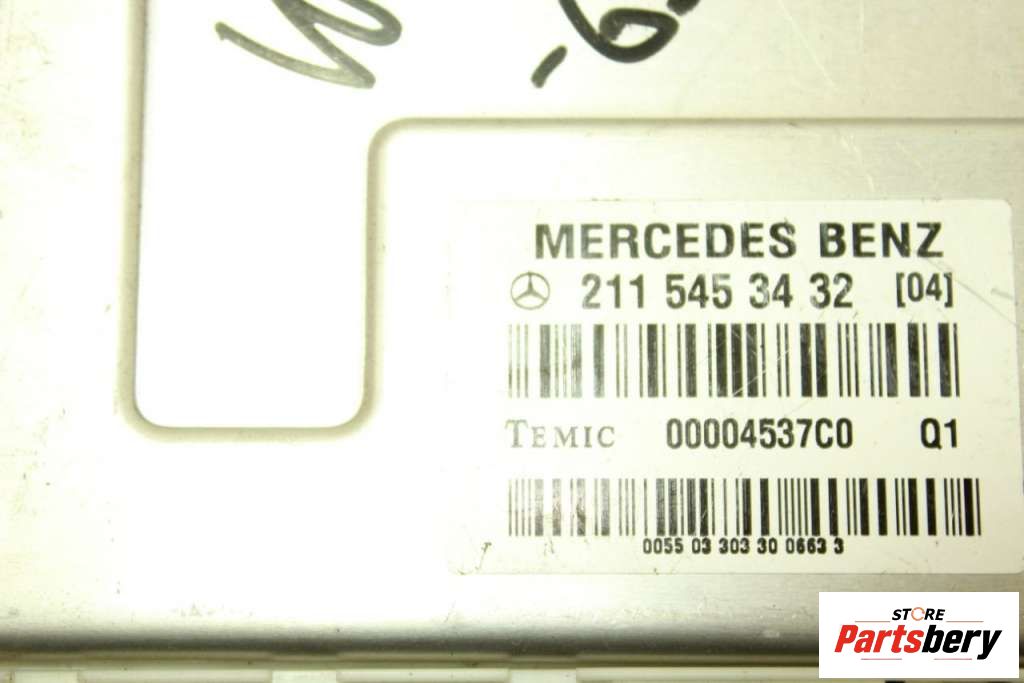 MERCEDES BENZ
211 545 34 32 [04]
TEMIC 00004537C0 Q1
0055 03 303 30 0663 3
STORE
Partsbery